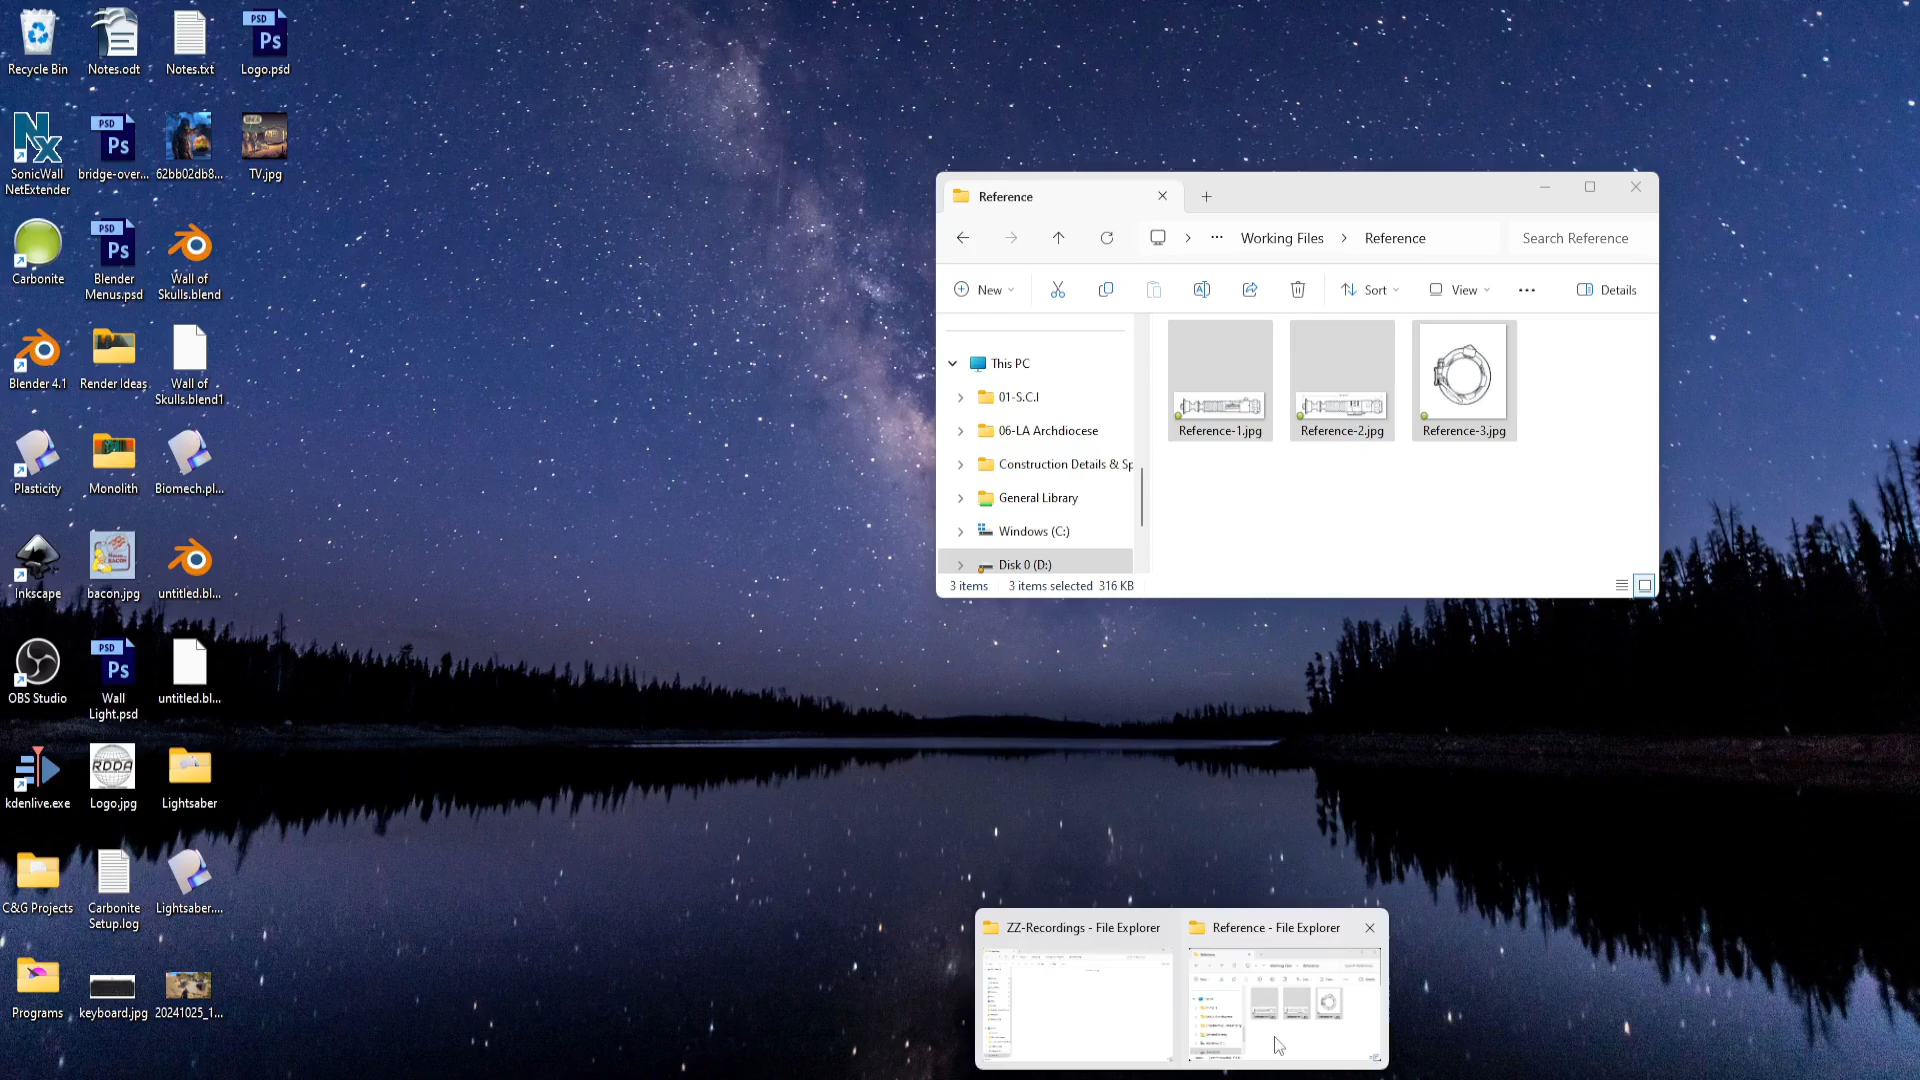 Recycle Bin
Notes.odt
Notes.txt
PSD
Ps
Logo.psd
SonicWall
NetExtender
PSD
Ps
bridge-over...
62bb02db8...
TV.jpg
Carbonite
PSD
Ps
Blender
Menus.psd
Wall of
Skulls.blend
Blender 4.1
Render Ideas
Wall of
Skulls.blend1
Plasticity
Monolith
Biomech.pl...
Inkscape
bacon.jpg
untitled.bl...
OBS Studio
PSD
Ps
Wall
Light.psd
untitled.bl...
kdenlive.exe
RDDA
Logo.jpg
Lightsaber
C&G Projects
Carbonite
Setup.log
Lightsaber....
Programs
keyboard.jpg
20241025_1...
Reference
Working Files
Reference
Search Reference
New
Sort
View
Details
This PC
01-S.C.I
06-LA Archdiocese
Construction Details & Sp
General Library
Windows (C:)
Disk 0 (D:)
Reference-1.jpg
Reference-2.jpg
Reference-3.jpg
3 items
3 items selected 316 KB
ZZ-Recordings - File Explorer
Reference - File Explorer